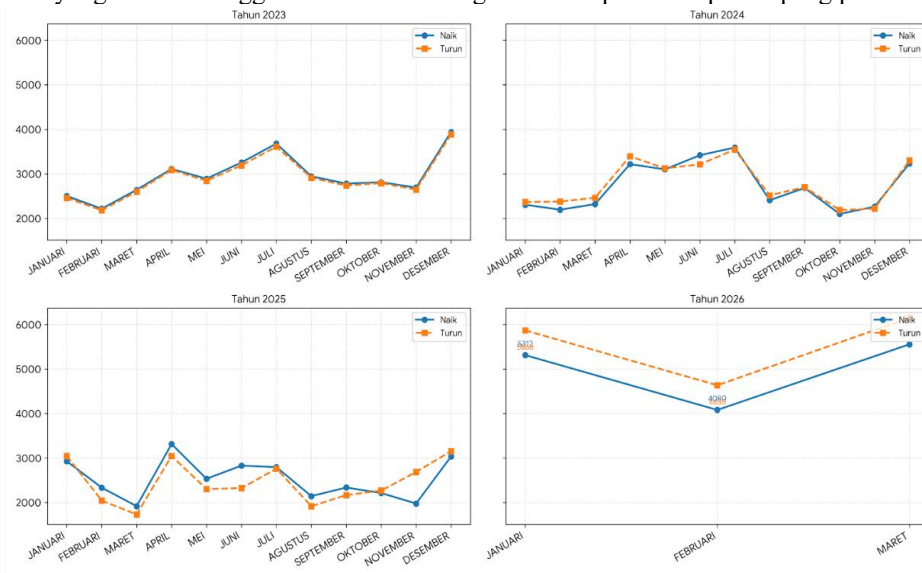 Tahun 2023
Tahun 2024
6000
5000
4000
3000
2000
Naik
Turun
Naik
Turun
JANUARI
FEBRUARI
MARET
APRIL
MEI
JUNI
JULI
AGUSTUS
SEPTEMBER
OKTOBER
NOVEMBER
DESEMBER
JANUARI
FEBRUARI
MARET
APRIL
MEI
JUNI
JULI
AGUSTUS
SEPTEMBER
OKTOBER
NOVEMBER
DESEMBER
Tahun 2025
Tahun 2026
6000
5000
4000
3000
2000
Naik
Turun
Naik
Turun
5313
4080
JANUARI
FEBRUARI
MARET
APRIL
MEI
JUNI
JULI
AGUSTUS
SEPTEMBER
OKTOBER
NOVEMBER
DESEMBER
JANUARI
FEBRUARI
MARET